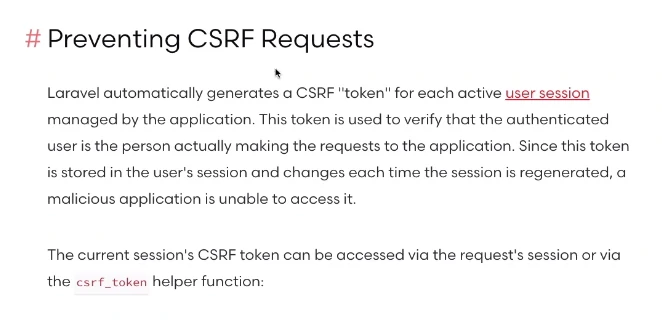 # Preventing CSRF Requests
Laravel automatically generates a CSRF "token" for each active user session
managed by the application. This token is used to verify that the authenticated
user is the person actually making the requests to the application. Since this token
is stored in the user's session and changes each time the session is regenerated, a
malicious application is unable to access it.
The current session's CSRF token can be accessed via the request's session or via
the csrf_token helper function: